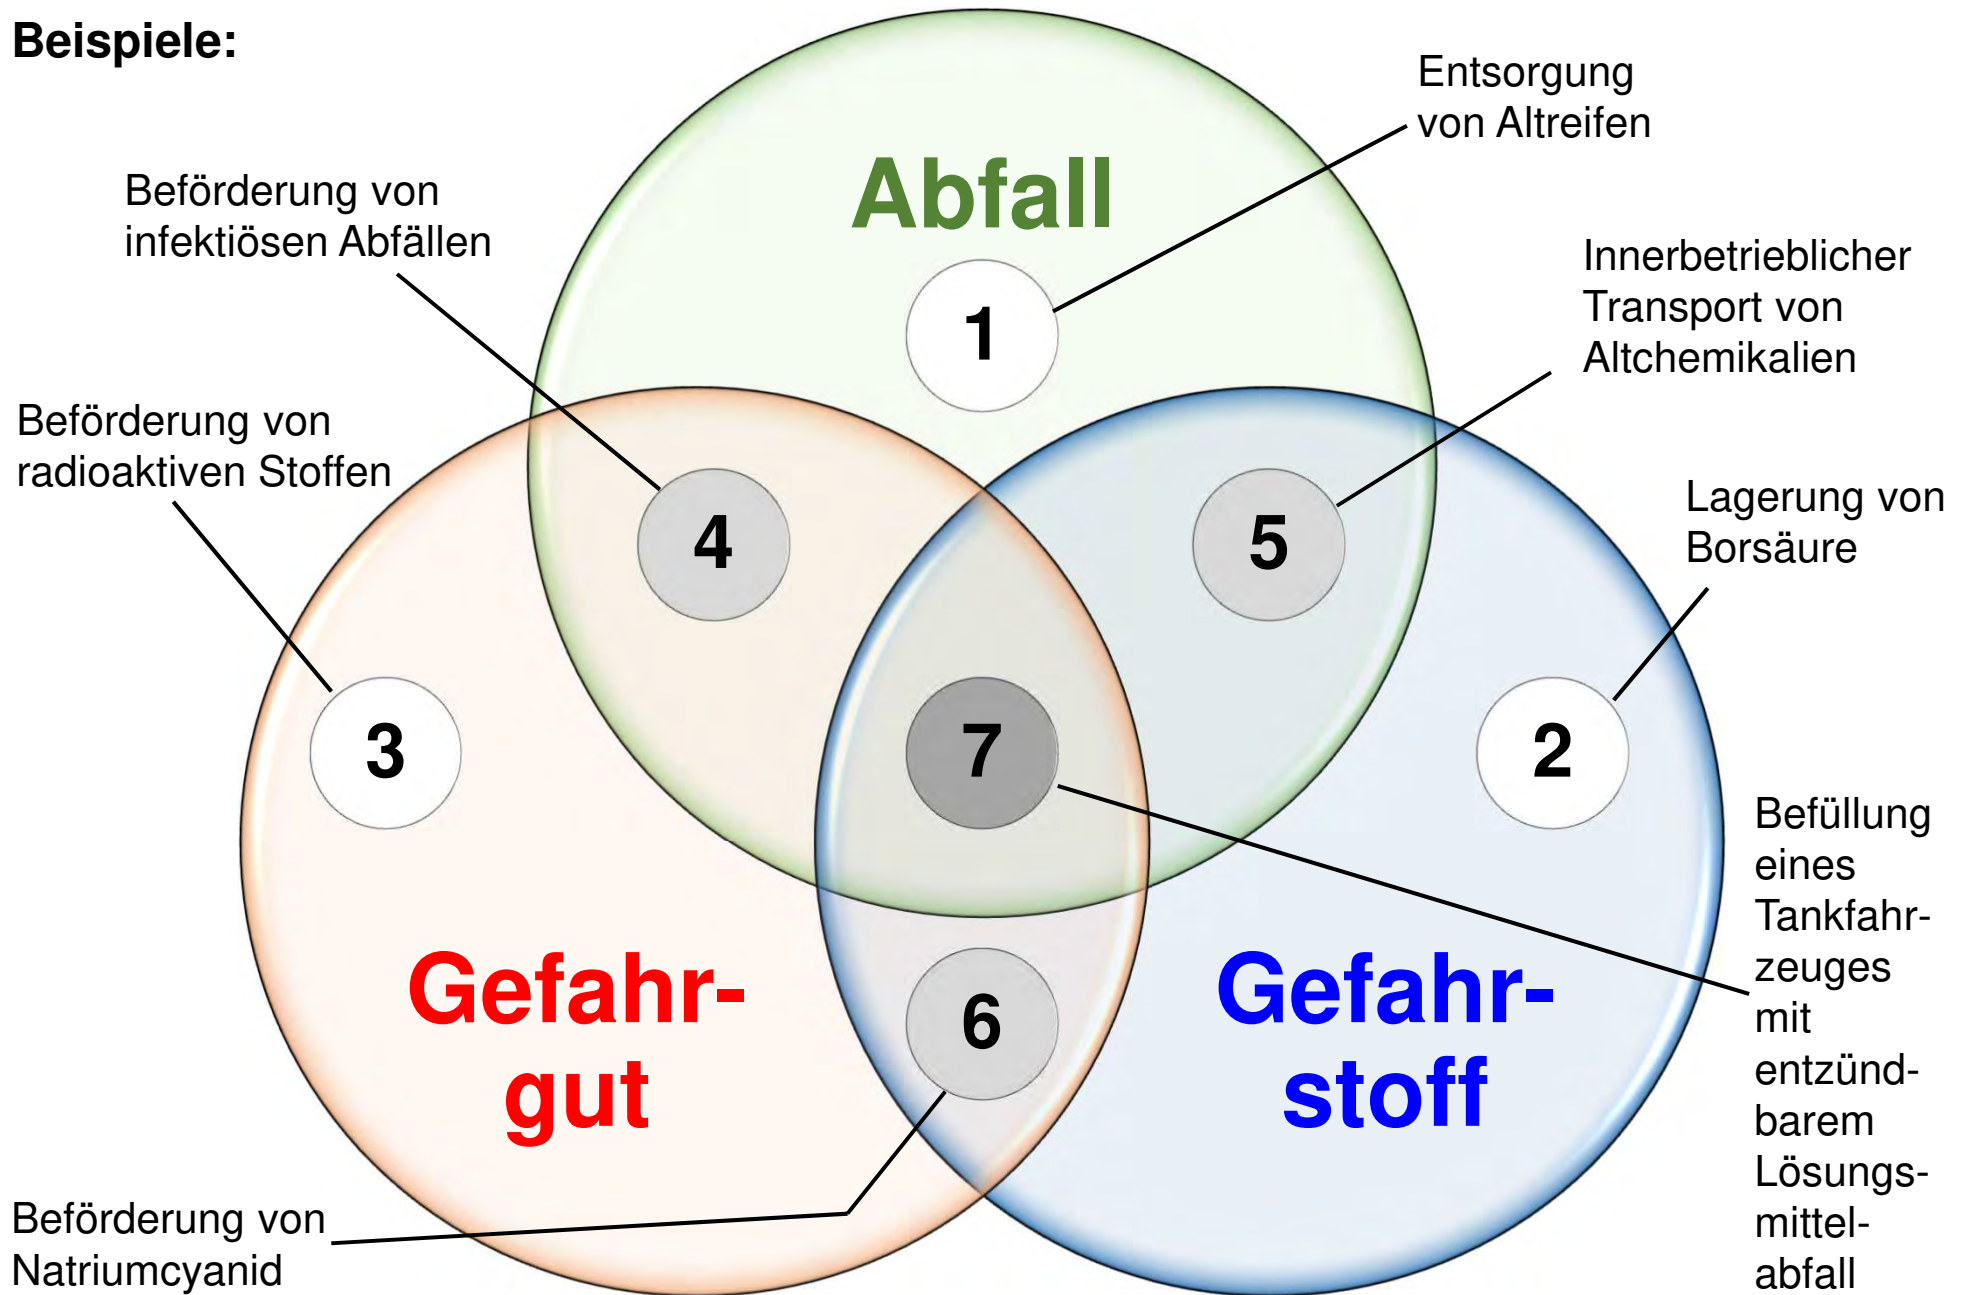 Beispiele:
Entsorgung
von Altreifen
Abfall
Beförderung von
infektiösen Abfällen
Innerbetrieblicher
Transport von
Altchemikalien
1
Beförderung von
radioaktiven Stoffen
Lagerung von
Borsäure
4
5
3
7
2
Befüllung
eines
Tankfahr-
zeuges
mit
entzünd-
barem
Lösungs-
mittel-
abfall
Gefahr-
gut
6
Gefahr-
stoff
Beförderung von
Natriumcyanid